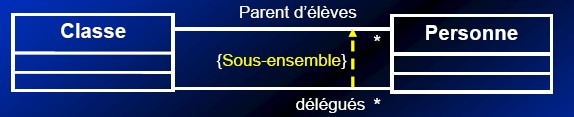 Parent d'élèves
Classe
*
Personne
{Sous-ensemble}
délégués *